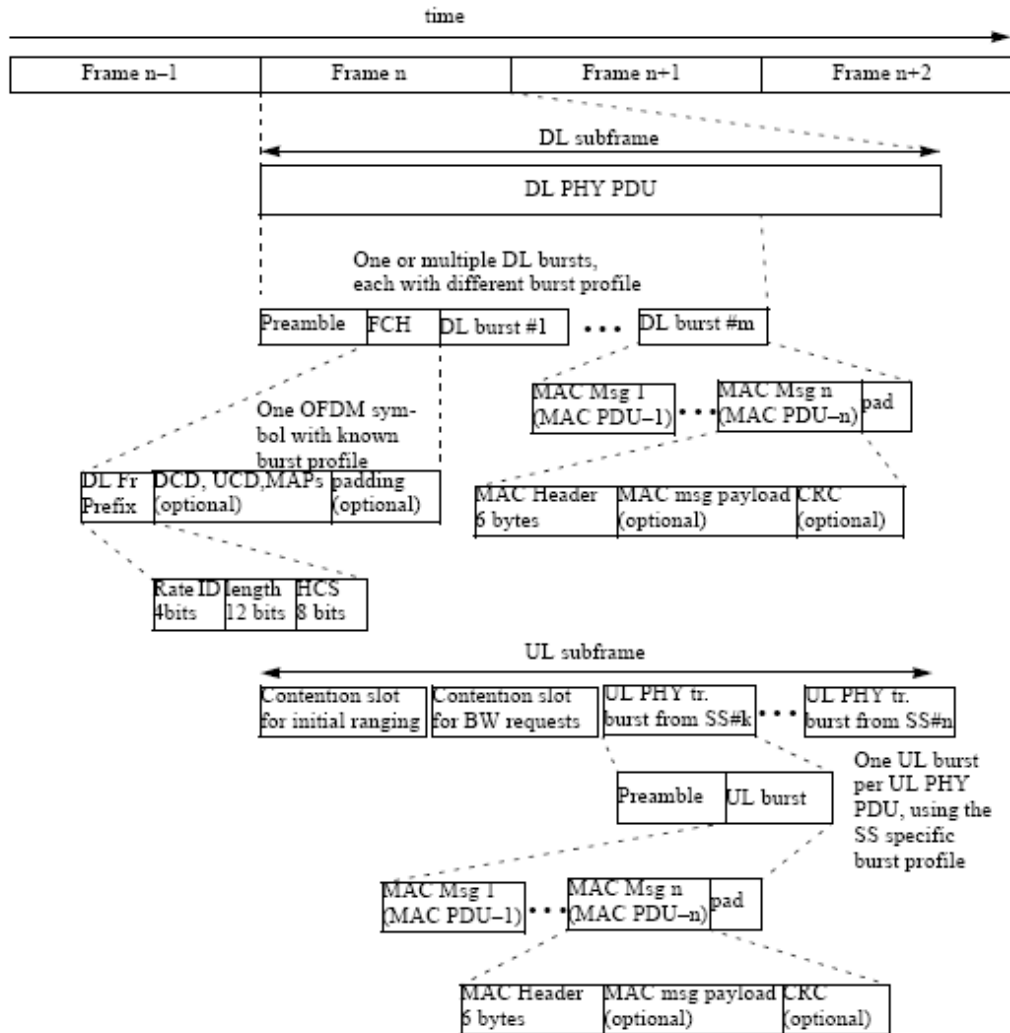 time
Frame n–1 Frame n Frame n+1 Frame n+2
DL subframe
DL PHY PDU
One or multiple DL bursts,
each with different burst profile
Preamble FCH DL burst #1 • • • DL burst #m
MAC Msg 1 MAC Msg n pad
(MAC PDU–1) • • • (MAC PDU–n)
One OFDM sym-
bol with known
burst profile
DL Fr DCD, UCD,MAPs padding
Prefix (optional) (optional)
MAC Header MAC msg payload CRC
6 bytes (optional) (optional)
Rate ID length HCS
4bits 12 bits 8 bits
UL subframe
Contention slot Contention slot UL PHY tr. • • • UL PHY tr.
for initial ranging for BW requests burst from SS#k burst from SS#n
One UL burst
per UL PHY
PDU, using the
SS specific
burst profile
Preamble UL burst
MAC Msg 1 MAC Msg n pad
(MAC PDU–1) • • • (MAC PDU–n)
MAC Header MAC msg payload CRC
6 bytes (optional) (optional)